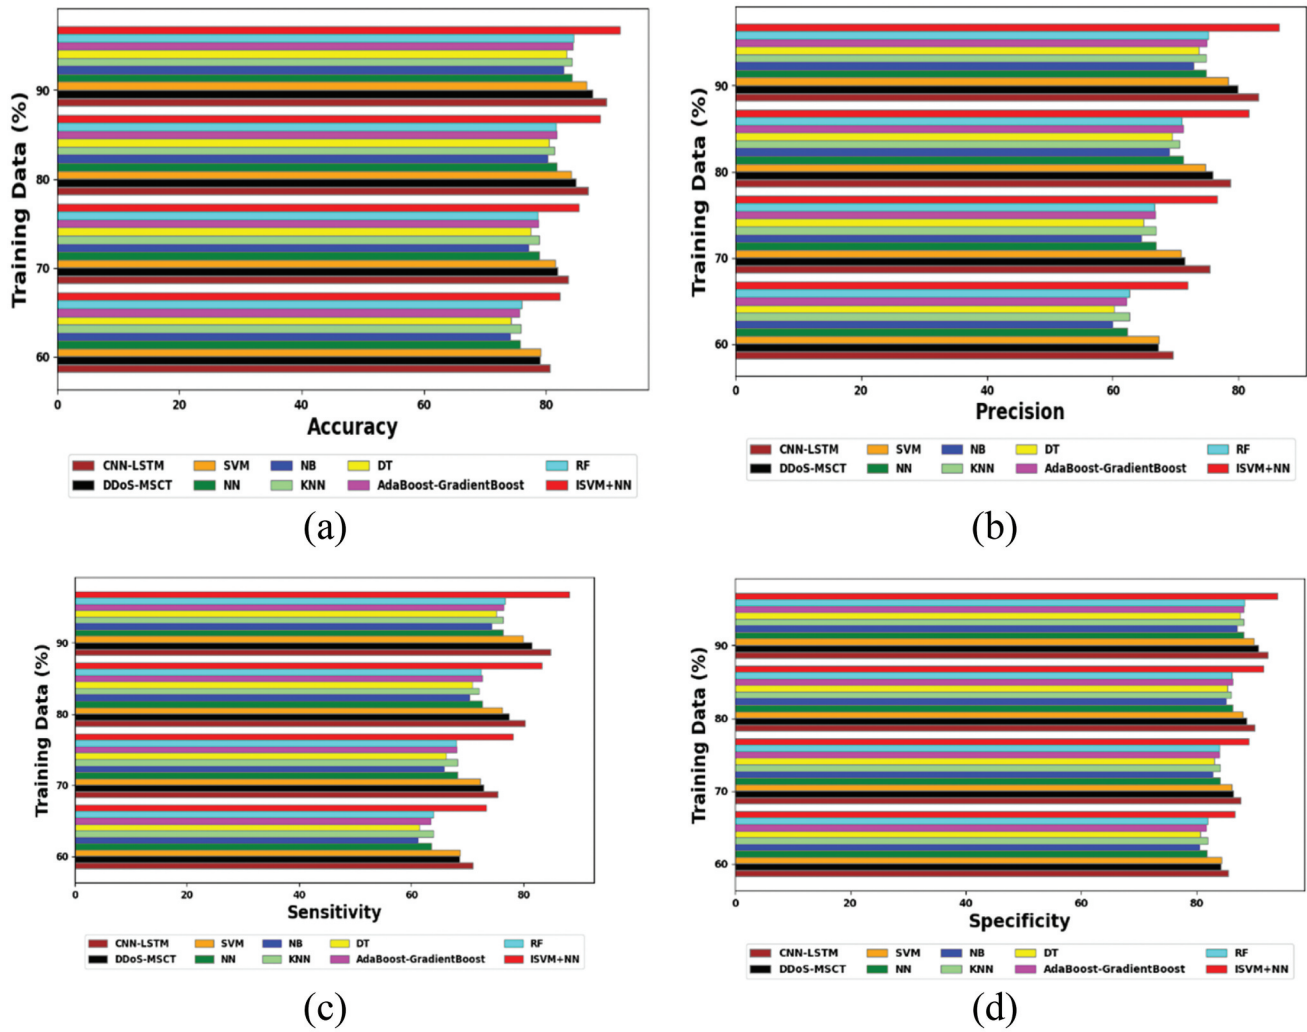 Training Data (%)
90
80
70
60
0 20 40 60 80
Accuracy
CNN-LSTM SVM NB DT RF
DDoS-MSCT NN KNN AdaBoost-GradientBoost ISVM+NN
(a)
Training Data (%)
90
80
70
60
0 20 40 60 80
Precision
CNN-LSTM SVM NB DT RF
DDoS-MSCT NN KNN AdaBoost-GradientBoost ISVM+NN
(b)
Training Data (%)
90
80
70
60
0 20 40 60 80
Sensitivity
CNN-LSTM SVM NB DT RF
DDoS-MSCT NN KNN AdaBoost-GradientBoost ISVM+NN
(c)
Training Data (%)
90
80
70
60
0 20 40 60 80
Specificity
CNN-LSTM SVM NB DT RF
DDoS-MSCT NN KNN AdaBoost-GradientBoost ISVM+NN
(d)